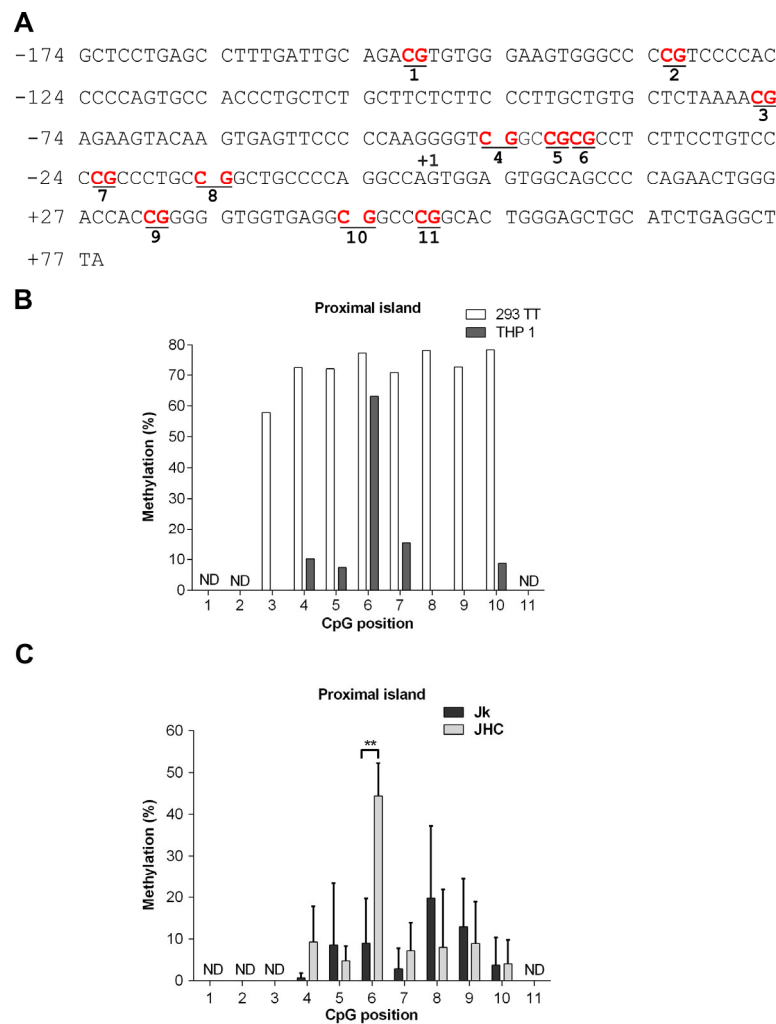 A
-174 GCTCCTGAGC CTTTGATTGC AGACGTGTGG GAAGTGGGCC CCGTCCCCAC
1 2
-124 CCCCAGTGCC ACCCTGCTCT GCTTCTCTTC CCTTGCTGTG CTCTAAAACG
3
-74 AGAAGTACAA GTGAGTTCCC CCAAGGGGTC GGCCGCGCCT CTTCCTGTCC
+1 4 5 6
-24 CCGCCCTGCC GGCTGCCCCA GGCCAGTGGA GTGGCAGCCC CAGAACTGGG
7 8
+27 ACCACCGGGG GTGGTGAGGC GGCCCGGCAC TGGGAGCTGC ATCTGAGGCT
9 10 11
+77 TA
B
Proximal island
293 TT
THP 1
Methylation (%)
80
70
60
50
40
30
20
10
0
ND ND ND
1 2 3 4 5 6 7 8 9 10 11
CpG position
C
Proximal island
Jk
JHC
Methylation (%)
60
50
40
30
20
10
0
**
ND ND ND ND
1 2 3 4 5 6 7 8 9 10 11
CpG position